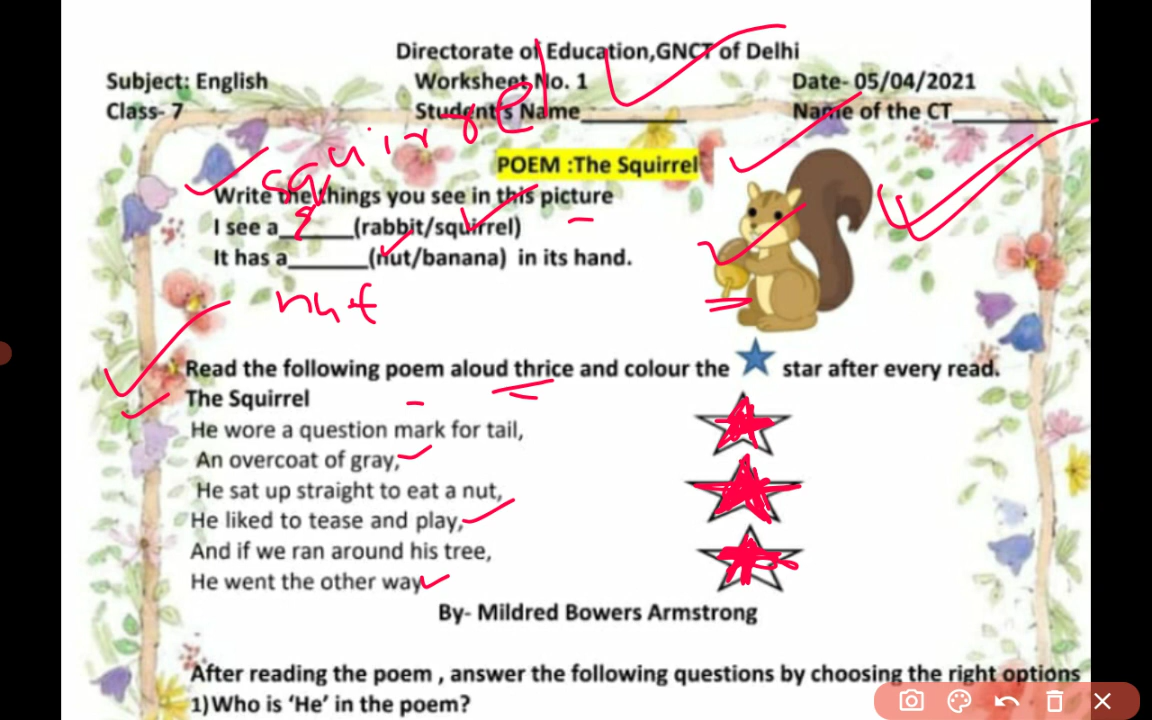 Directorate of Education,GNCT of Delhi
Subject: English Worksheet No. 1 Date- 05/04/2021
Class- 7 Student's Name________ Name of the CT_________
squirrel
POEM :The Squirrel
Write the things you see in this picture
I see a______(rabbit/squirrel)
It has a_______(nut/banana) in its hand.
nut
Read the following poem aloud thrice and colour the star after every read.
The Squirrel
He wore a question mark for tail,
An overcoat of gray,
He sat up straight to eat a nut,
He liked to tease and play,
And if we ran around his tree,
He went the other way
By- Mildred Bowers Armstrong
After reading the poem , answer the following questions by choosing the right options
1)Who is ‘He’ in the poem?